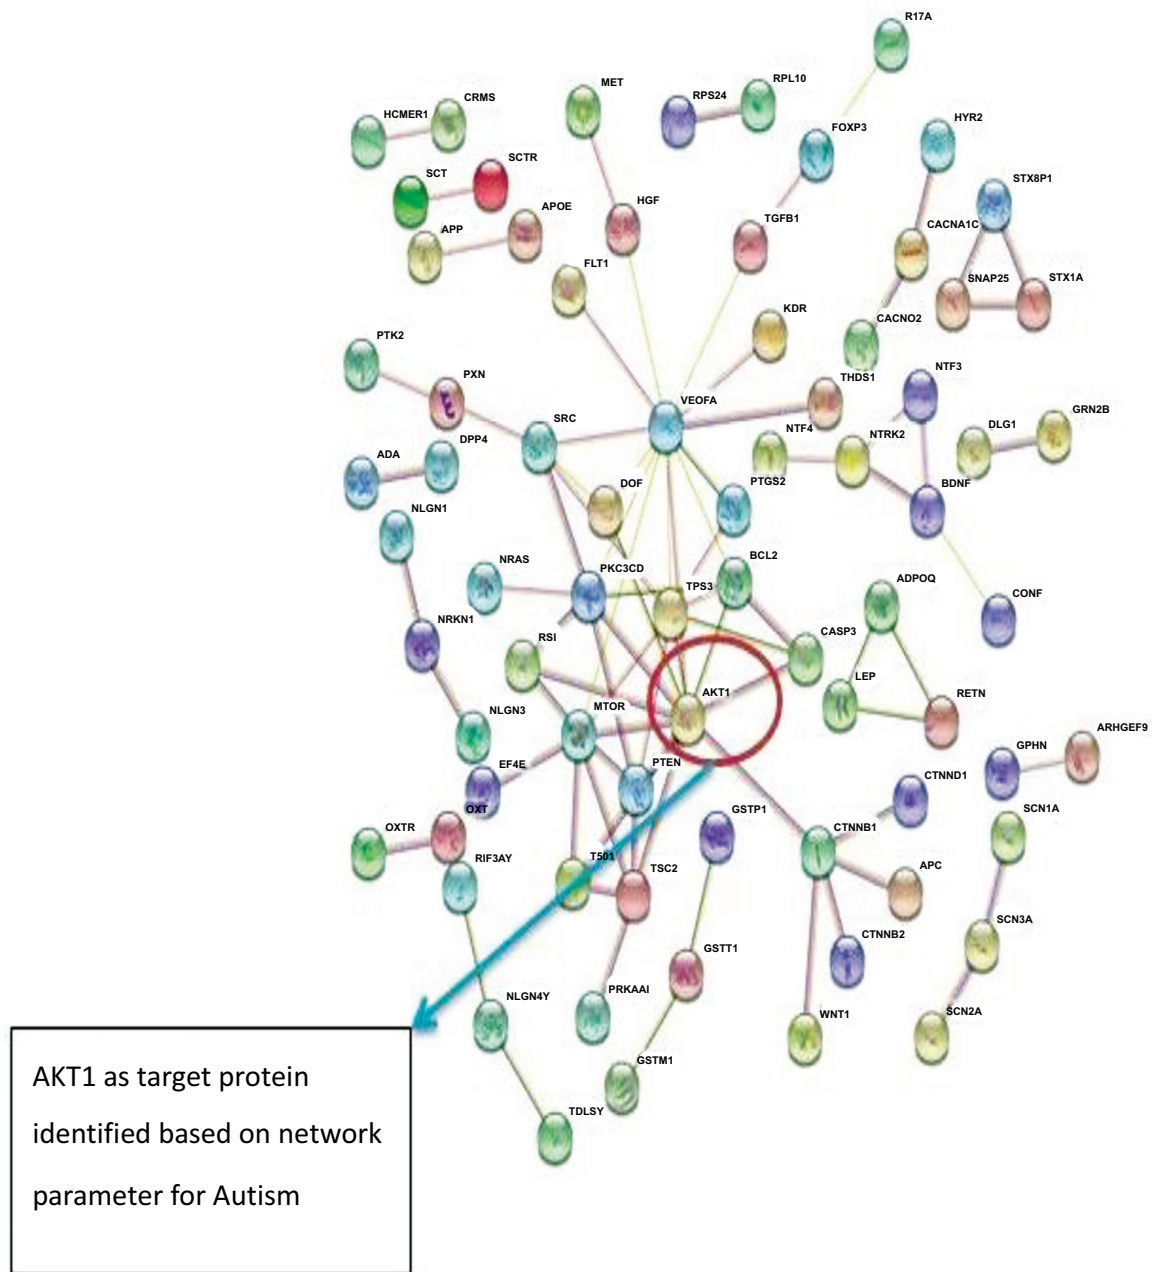 R17A
MET
RPL10
RPS24
CRMS
HCMER1
HYR2
FOXP3
SCTR
SCT
STX8P1
HGF
APOE
TGFB1
APP
CACNA1C
FLT1
SNAP25
STX1A
KDR
CACNO2
PTK2
NTF3
PXN
THDS1
VEOFA
GRN2B
SRC
NTF4
NTRK2
DLG1
DPP4
ADA
BDNF
PTGS2
DOF
NLGN1
BCL2
NRAS
PKC3CD
TPS3
ADPOQ
CONF
NRKN1
RSI
CASP3
LEP
AKT1
RETN
NLGN3
MTOR
ARHGEF9
GPHN
EF4E
PTEN
CTNND1
OXT
GSTP1
SCN1A
OXTR
CTNNB1
RIF3AY
T501
TSC2
APC
SCN3A
CTNNB2
GSTT1
PRKAAI
NLGN4Y
WNT1
SCN2A
GSTM1
TDLSY
AKT1 as target protein
identified based on network
parameter for Autism